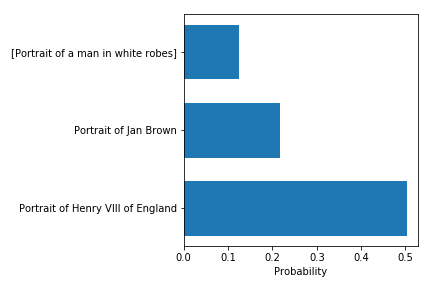 [Portrait of a man in white robes]
Portrait of Jan Brown
Portrait of Henry VIII of England
0.0 0.1 0.2 0.3 0.4 0.5
Probability